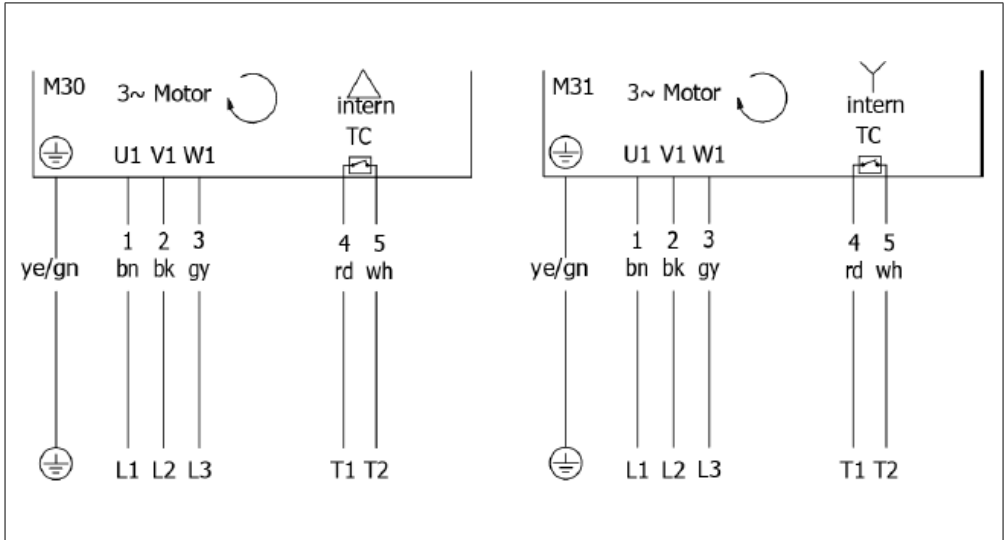 M30 3~ Motor intern
TC
U1 V1 W1
1 2 3 4 5
ye/gn bn bk gy rd wh
L1 L2 L3 T1 T2
M31 3~ Motor intern
TC
U1 V1 W1
1 2 3 4 5
ye/gn bn bk gy rd wh
L1 L2 L3 T1 T2